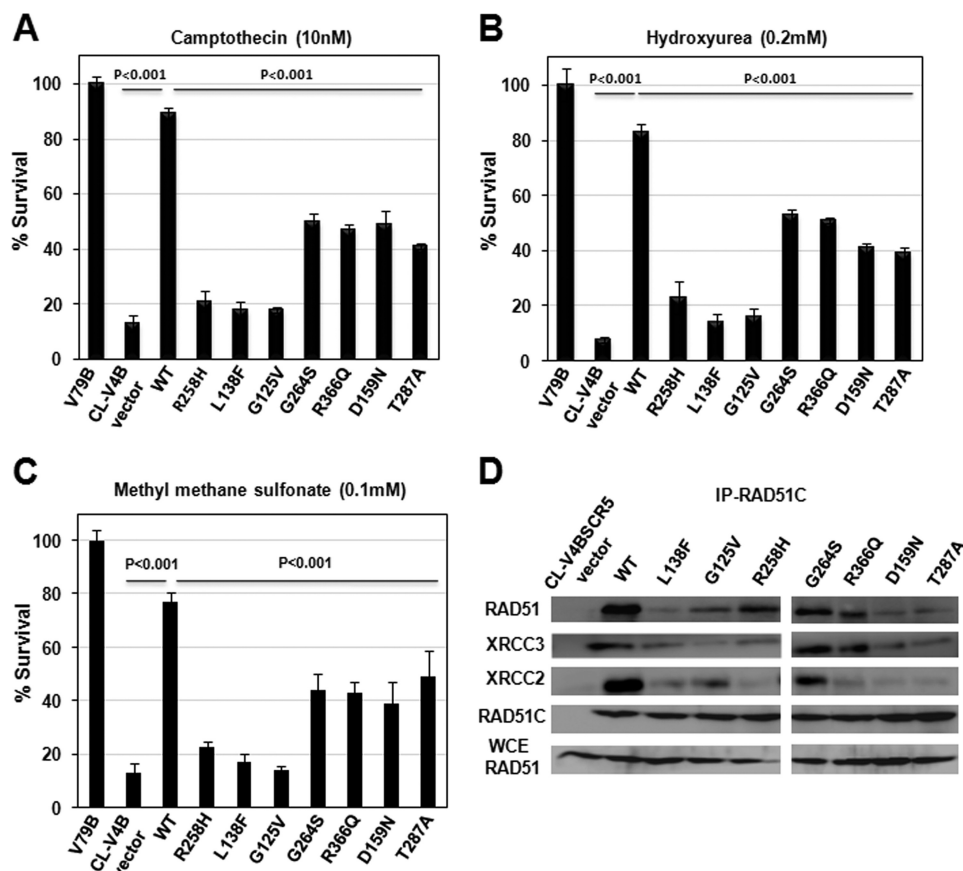 A
Camptothecin (10nM)
P<0.001
P<0.001
% Survival
100
80
60
40
20
0
V79B
CL-V4B
vector
WT
R258H
L138F
G125V
G264S
R366Q
D159N
T287A
B
Hydroxyurea (0.2mM)
P<0.001
P<0.001
% Survival
100
80
60
40
20
0
V79B
CL-V4B
vector
WT
R258H
L138F
G125V
G264S
R366Q
D159N
T287A
C
Methyl methane sulfonate (0.1mM)
P<0.001
P<0.001
% Survival
100
80
60
40
20
0
V79B
CL-V4B
vector
WT
R258H
L138F
G125V
G264S
R366Q
D159N
T287A
D
IP-RAD51C
CL-V4BSCR5
vector
WT
L138F
G125V
R258H
G264S
R366Q
D159N
T287A
RAD51
XRCC3
XRCC2
RAD51C
WCE
RAD51